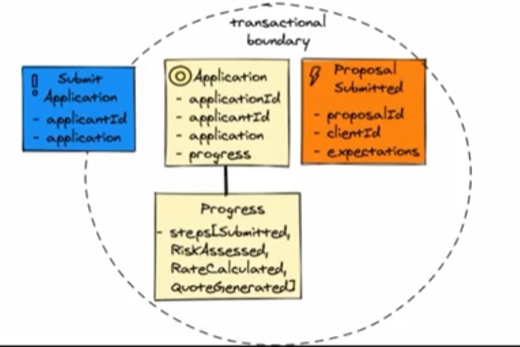 transactional
boundary
! Submit
Application
- applicantId
- application
Application
- applicationId
- applicantId
- application
- progress
Proposal
Submitted
- proposalId
- clientId
- expectations
Progress
- steps[Submitted,
RiskAssessed,
RateCalculated,
QuoteGenerated]